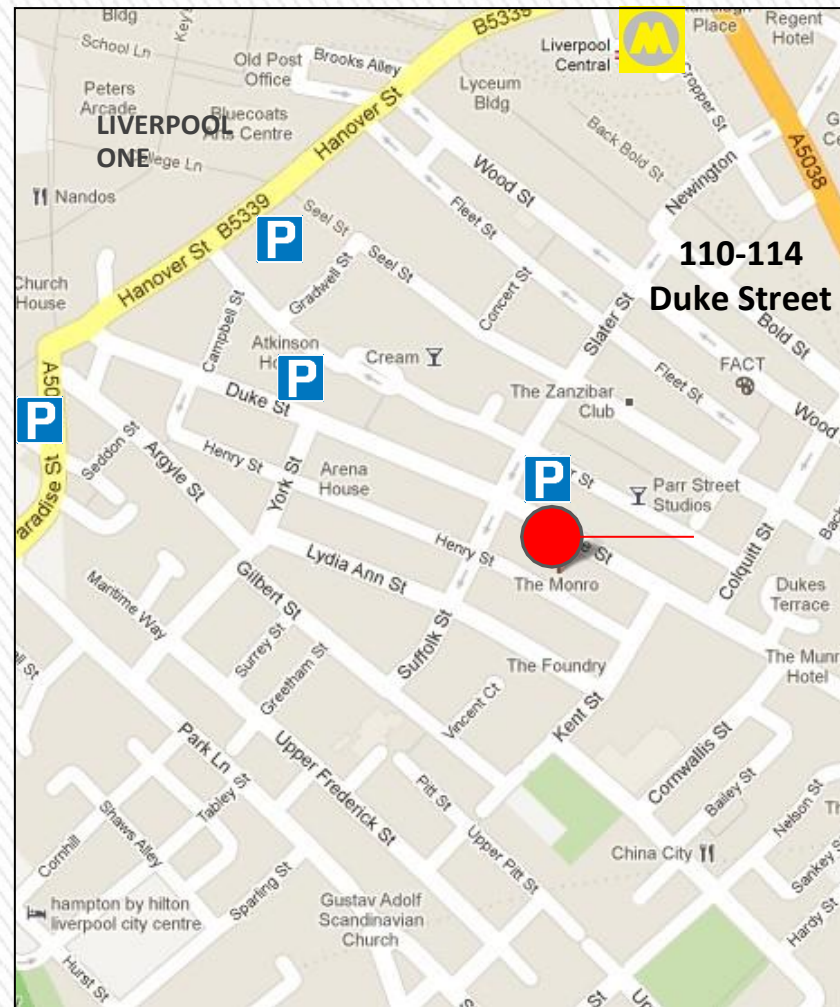 Bldg
Key's
School Ln
B5339
Liverpool
Central
M
Place
Regent
Hotel
Old Post
Office
Brooks Alley
Peters
Arcade
Bluecoats
Arts Centre
LIVERPOOL
ONE
College Ln
Hanover St
Lyceum
Bldg
Cropper St
Back Bold St
Newington
A5038
Wood St
Fleet St
Nandos
Hanover St B5339
P
Seel St
Gradwell St
Seel St
Concert St
Slater St
110-114
Duke Street
Bold St
Church
House
Campbell St
Atkinson
P
Cream
FACT
Fleet St
Wood
The Zanzibar
Club
P
Duke St
Seddon St
Argyle St
Henry St
York St
Arena
House
P
Parr Street
Studios
Colquitt St
Henry St
The Monro
Dukes
Terrace
Lydia Ann St
Gilbert St
Maritime Way
Suffolk St
Surrey St
Greetham St
The Foundry
Vincent Ct
Kent St
Hotel
Cornwallis St
Bailey St
Nelson St
Park Ln
Upper Frederick St
Tabley St
Shaws Alley
Cornhill
Pitt St
Upper Pitt St
China City
Hardy St
Sparling St
hampton by hilton
liverpool city centre
Gustav Adolf
Scandinavian
Church
Hurst St
St